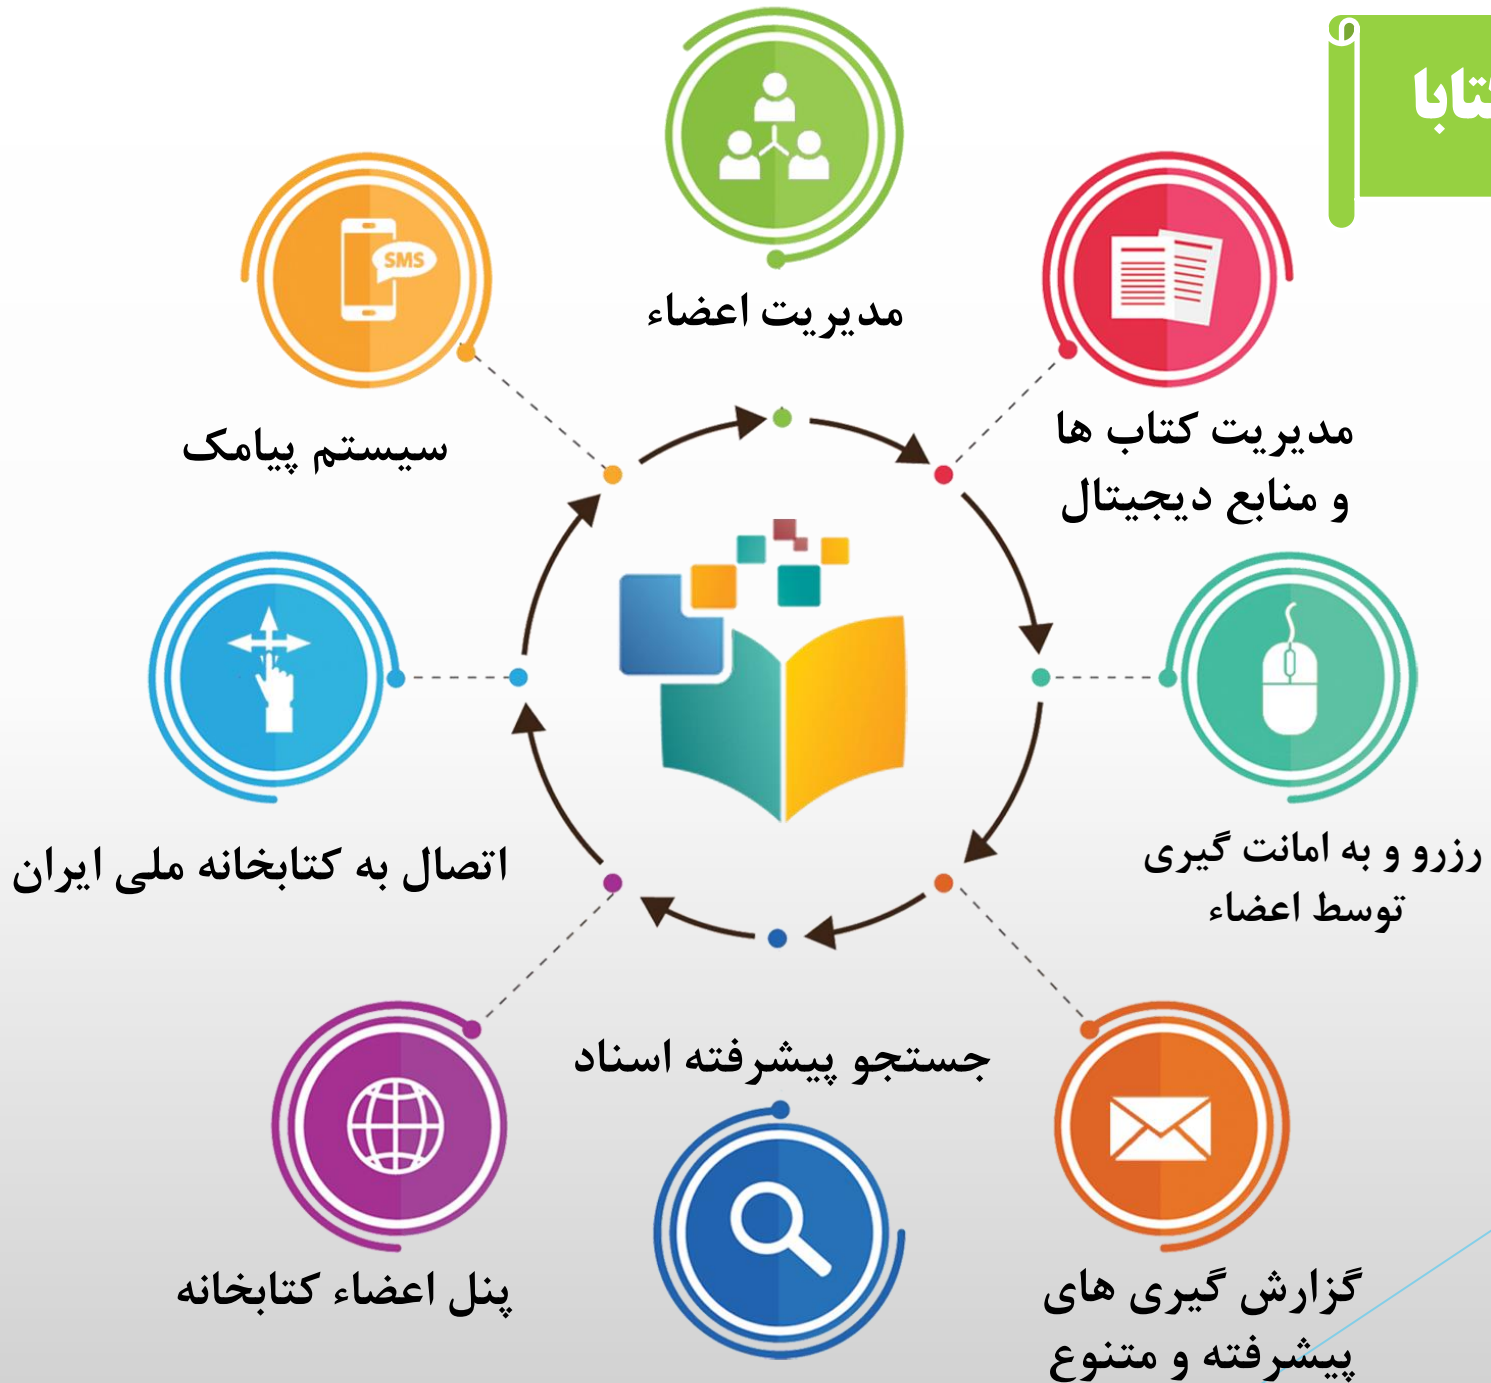 مدیریت اعضاء
SMS
سیستم پیامک
مدیریت کتاب ها
و منابع دیجیتال
اتصال به کتابخانه ملی ایران
رزرو و به امانت گیری
توسط اعضاء
جستجو پیشرفته اسناد
پنل اعضاء کتابخانه
گزارش گیری های
پیشرفته و متنوع